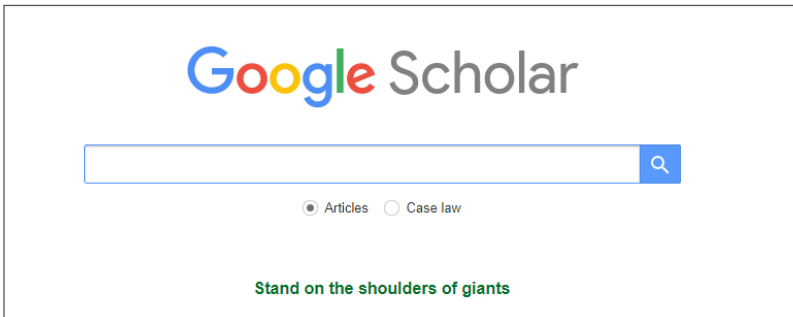 Google Scholar
Articles Case law
Stand on the shoulders of giants